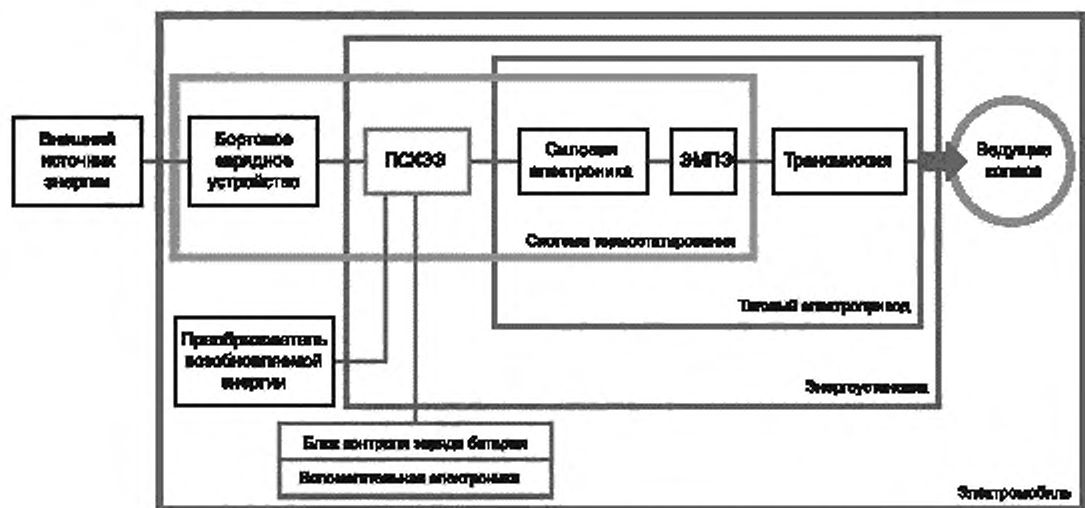 Внешний
источник
энергии
Бортовое
зарядное
устройство
ПСХЭЭ
Силовая
электроника
ЭМПЭ
Трансмиссия
Ведущие
колеса
Система термостатирования
Тяговый электропривод
Преобразователь
возобновляемой
энергии
Энергоустановка
Блок контроля заряда батареи
Вспомогательная электроника
Электромобиль